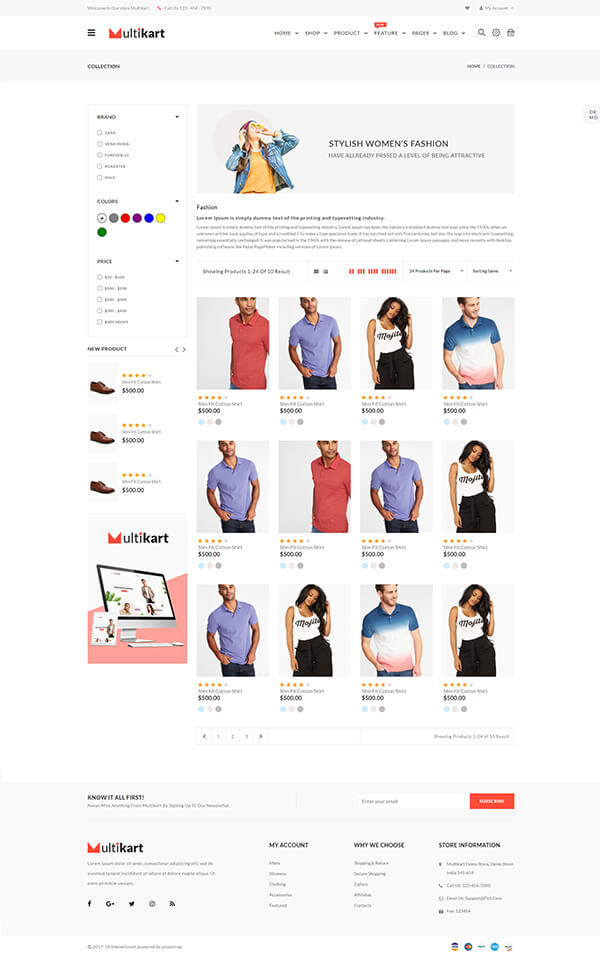 Welcome to Our store Multikart
Call Us: 123 - 456 - 7890
My Account
Multikart
HOME
SHOP
PRODUCT
NEW
FEATURE
PAGES
BLOG
COLLECTION
HOME / COLLECTION
DE
MO
BRAND
ZARA
VERA-MODA
FOREVER-21
ROADSTER
ONLY
COLORS
PRICE
$10 - $100
$100 - $200
$200 - $300
$300 - $400
$400 ABOVE
NEW PRODUCT
Slim Fit Cotton Shirt
$500.00
Slim Fit Cotton Shirt
$500.00
Slim Fit Cotton Shirt
$500.00
Multikart
STYLISH WOMEN'S FASHION
HAVE ALLREADY PASSED A LEVEL OF BEING ATTRACTIVE
Fashion
Lorem Ipsum is simply dummy text of the printing and typesetting industry.
Lorem Ipsum is simply dummy text of the printing and typesetting industry. Lorem Ipsum has been the industry's standard dummy text ever since the 1500s, when an
unknown printer took a galley of type and scrambled it to make a type specimen book. It has survived not only five centuries, but also the leap into electronic typesetting,
remaining essentially unchanged. It was popularised in the 1960s with the release of Letraset sheets containing Lorem Ipsum passages, and more recently with desktop
publishing software like Aldus PageMaker including versions of Lorem Ipsum.
Showing Products 1-24 Of 10 Result
24 Products Par Page
Sorting Items
Mojito
Slim Fit Cotton Shirt
Slim Fit Cotton Shirt
Slim Fit Cotton Shirt
Slim Fit Cotton Shirt
$500.00
$500.00
$500.00
$500.00
Mojito
Slim Fit Cotton Shirt
Slim Fit Cotton Shirt
Slim Fit Cotton Shirt
Slim Fit Cotton Shirt
$500.00
$500.00
$500.00
$500.00
Mojito
Mojito
Slim Fit Cotton Shirt
Slim Fit Cotton Shirt
Slim Fit Cotton Shirt
Slim Fit Cotton Shirt
$500.00
$500.00
$500.00
$500.00
1 2 3
Showing Products 1-24 of 10 Result
KNOW IT ALL FIRST!
Never Miss Anything From Multikart By Signing Up To Our Newsletter.
Enter your email
SUBSCRIBE
Multikart
Lorem ipsum dolor sit amet, consectetur adipiscing elit, sed do
eiusmod tempor incididunt ut labore et dolore magna aliqua. Ut
enim ad minim veniam,
MY ACCOUNT
Mens
Womens
Clothing
Accessories
Featured
WHY WE CHOOSE
Shipping & Return
Secure Shopping
Gallary
Affiliates
Contacts
STORE INFORMATION
Multikart Demo Store, Demo Store
India 345-659
Call Us: 123-456-7890
Email Us: Support@Fiot.Com
Fax: 123456
© 2017-18 themeforest powered by pixelstrap